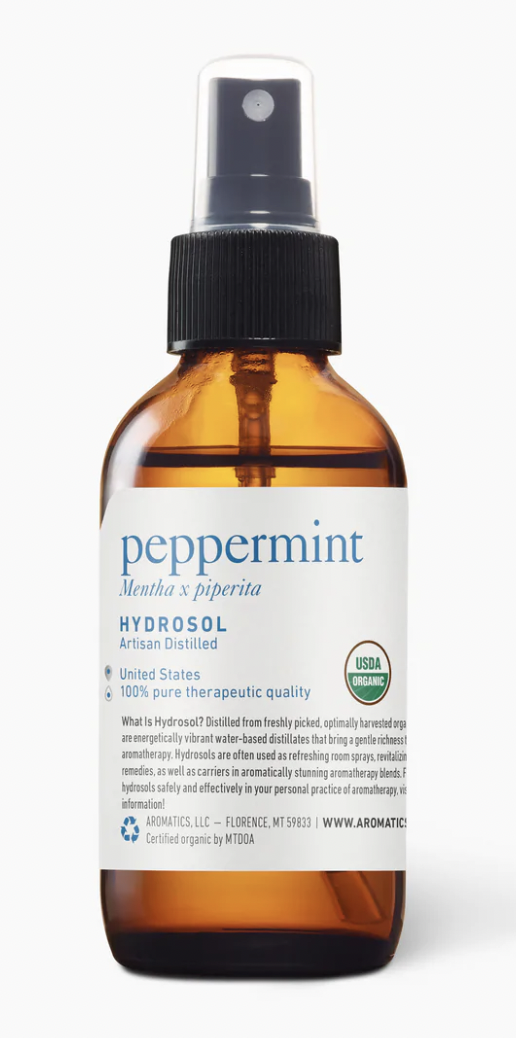 peppermint
Mentha x piperita
HYDROSOL
Artisan Distilled
United States
100% pure therapeutic quality
USDA
ORGANIC
What Is Hydrosol? Distilled from freshly picked, optimally harvested
are energetically vibrant water-based distillates that bring a gentle richness
aromatherapy. Hydrosols are often used as refreshing room sprays,
remedies, as well as carriers in aromatically stunning aromatherapy blends.
hydrosols safely and effectively in your personal practice of aromatherapy,
information!
AROMATICS, LLC — FLORENCE, MT 59833 | WWW.AROMATICS
Certified organic by MTDOA